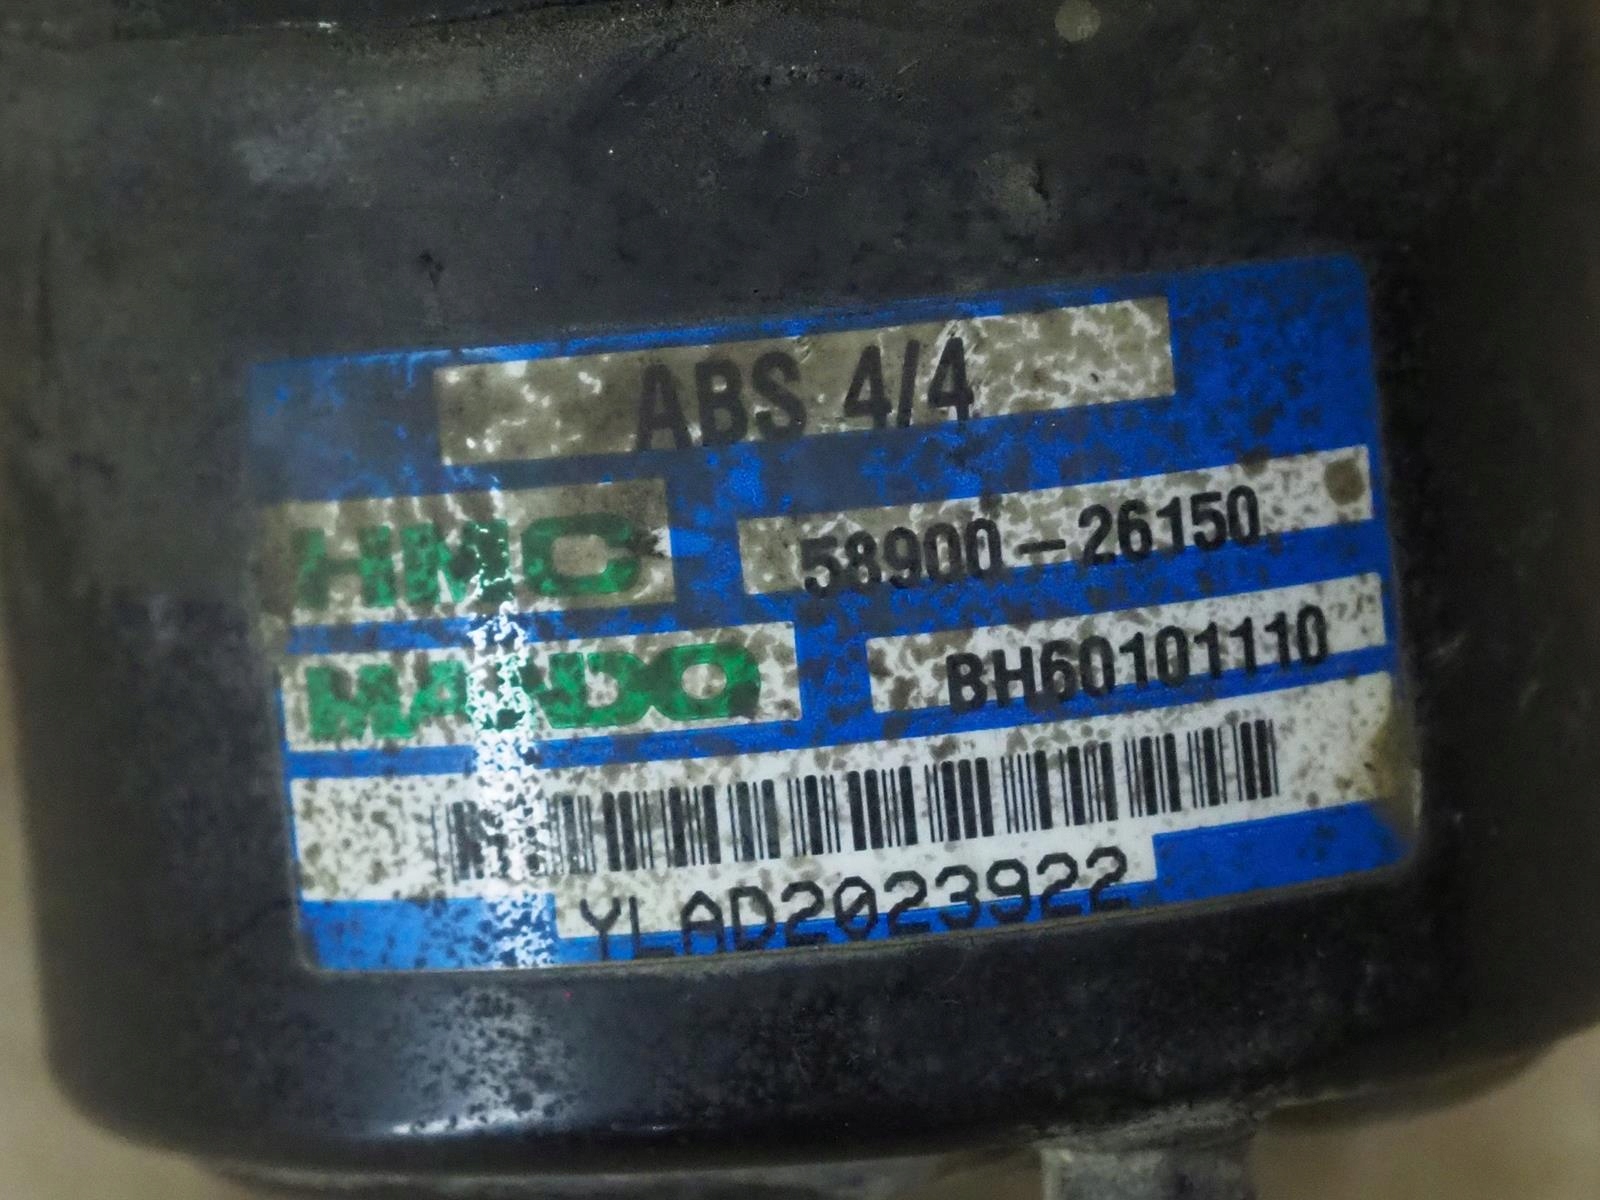 ABS 4/4
HMC 58900-26150
MANDO BH60101110
YLAD2023922